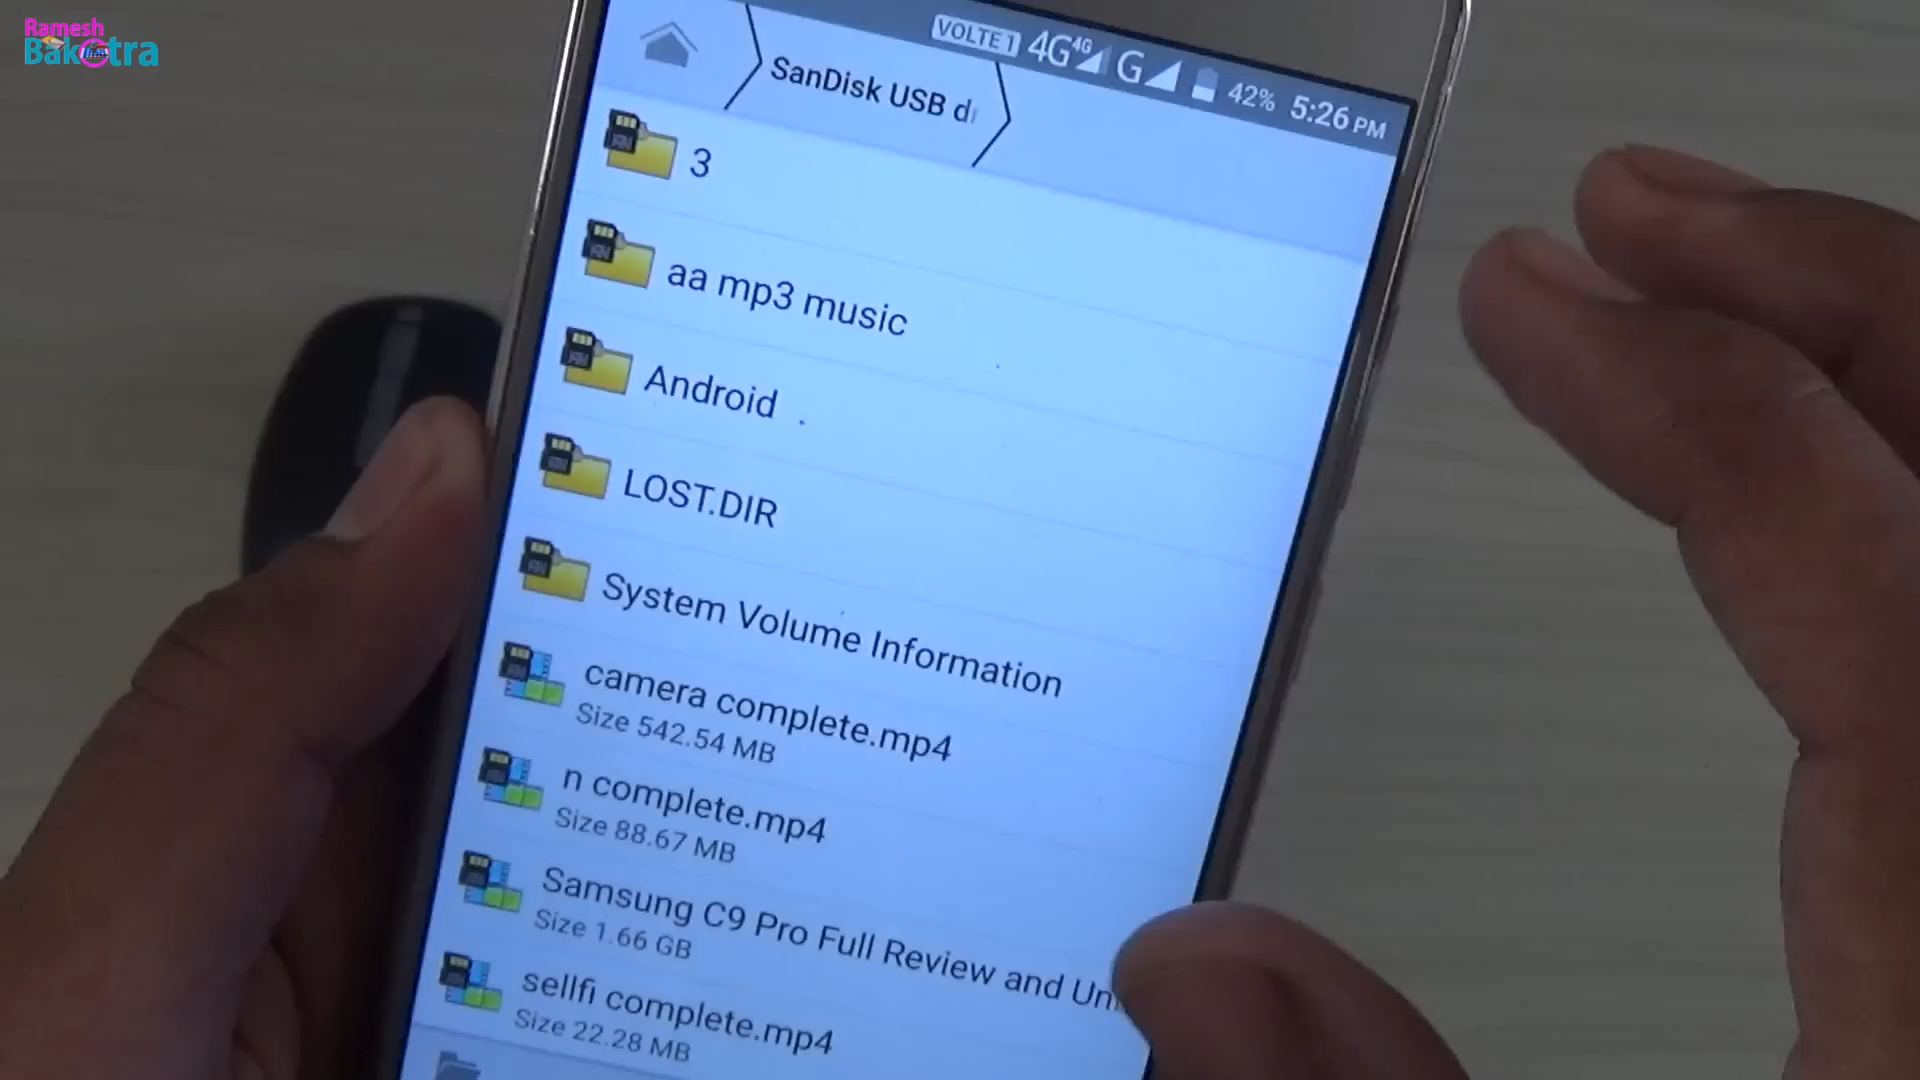 Ramesh
Bakotra
VOLTE 1 4G 4G G 42% 5:26 PM
SanDisk USB
3
aa mp3 music
Android
LOST.DIR
System Volume Information
camera complete.mp4
Size 542.54 MB
n complete.mp4
Size 88.67 MB
Samsung C9 Pro Full Review and
Size 1.66 GB
sellfi complete.mp4
Size 22.28 MB